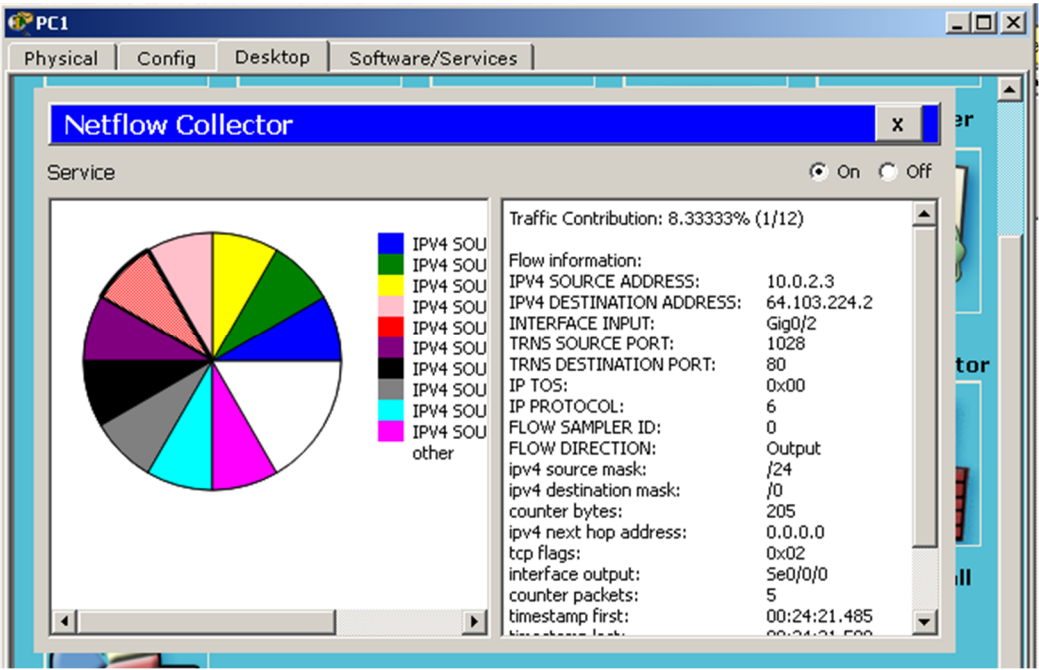 PC1
Physical Config Desktop Software/Services
Netflow Collector X
er
Service On Off
IPV4 SOU
IPV4 SOU
IPV4 SOU
IPV4 SOU
IPV4 SOU
IPV4 SOU
IPV4 SOU
IPV4 SOU
IPV4 SOU
IPV4 SOU
other
Traffic Contribution: 8.33333% (1/12)
Flow information:
IPV4 SOURCE ADDRESS: 10.0.2.3
IPV4 DESTINATION ADDRESS: 64.103.224.2
INTERFACE INPUT: Gig0/2
TRNS SOURCE PORT: 1028
TRNS DESTINATION PORT: 80
IP TOS: 0x00
IP PROTOCOL: 6
FLOW SAMPLER ID: 0
FLOW DIRECTION: Output
ipv4 source mask: /24
ipv4 destination mask: /0
counter bytes: 205
ipv4 next hop address: 0.0.0.0
tcp flags: 0x02
interface output: Se0/0/0
counter packets: 5
timestamp first: 00:24:21.485
tor
all